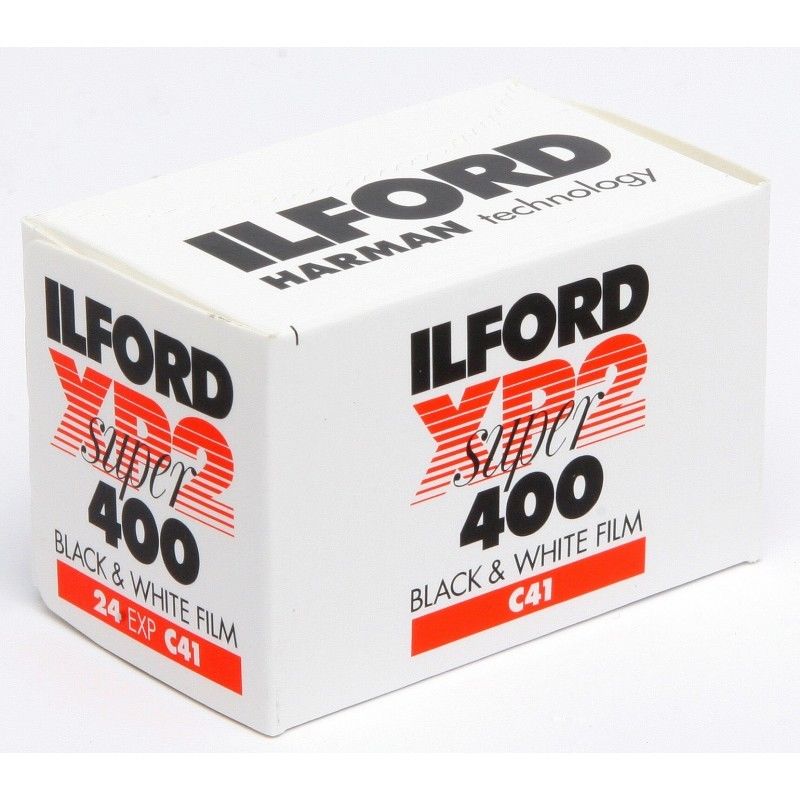 ILFORD
HARMAN technology
ILFORD
XP2
super
400
BLACK & WHITE FILM
24 EXP C41
ILFORD
XP2
super
400
BLACK & WHITE FILM
C41